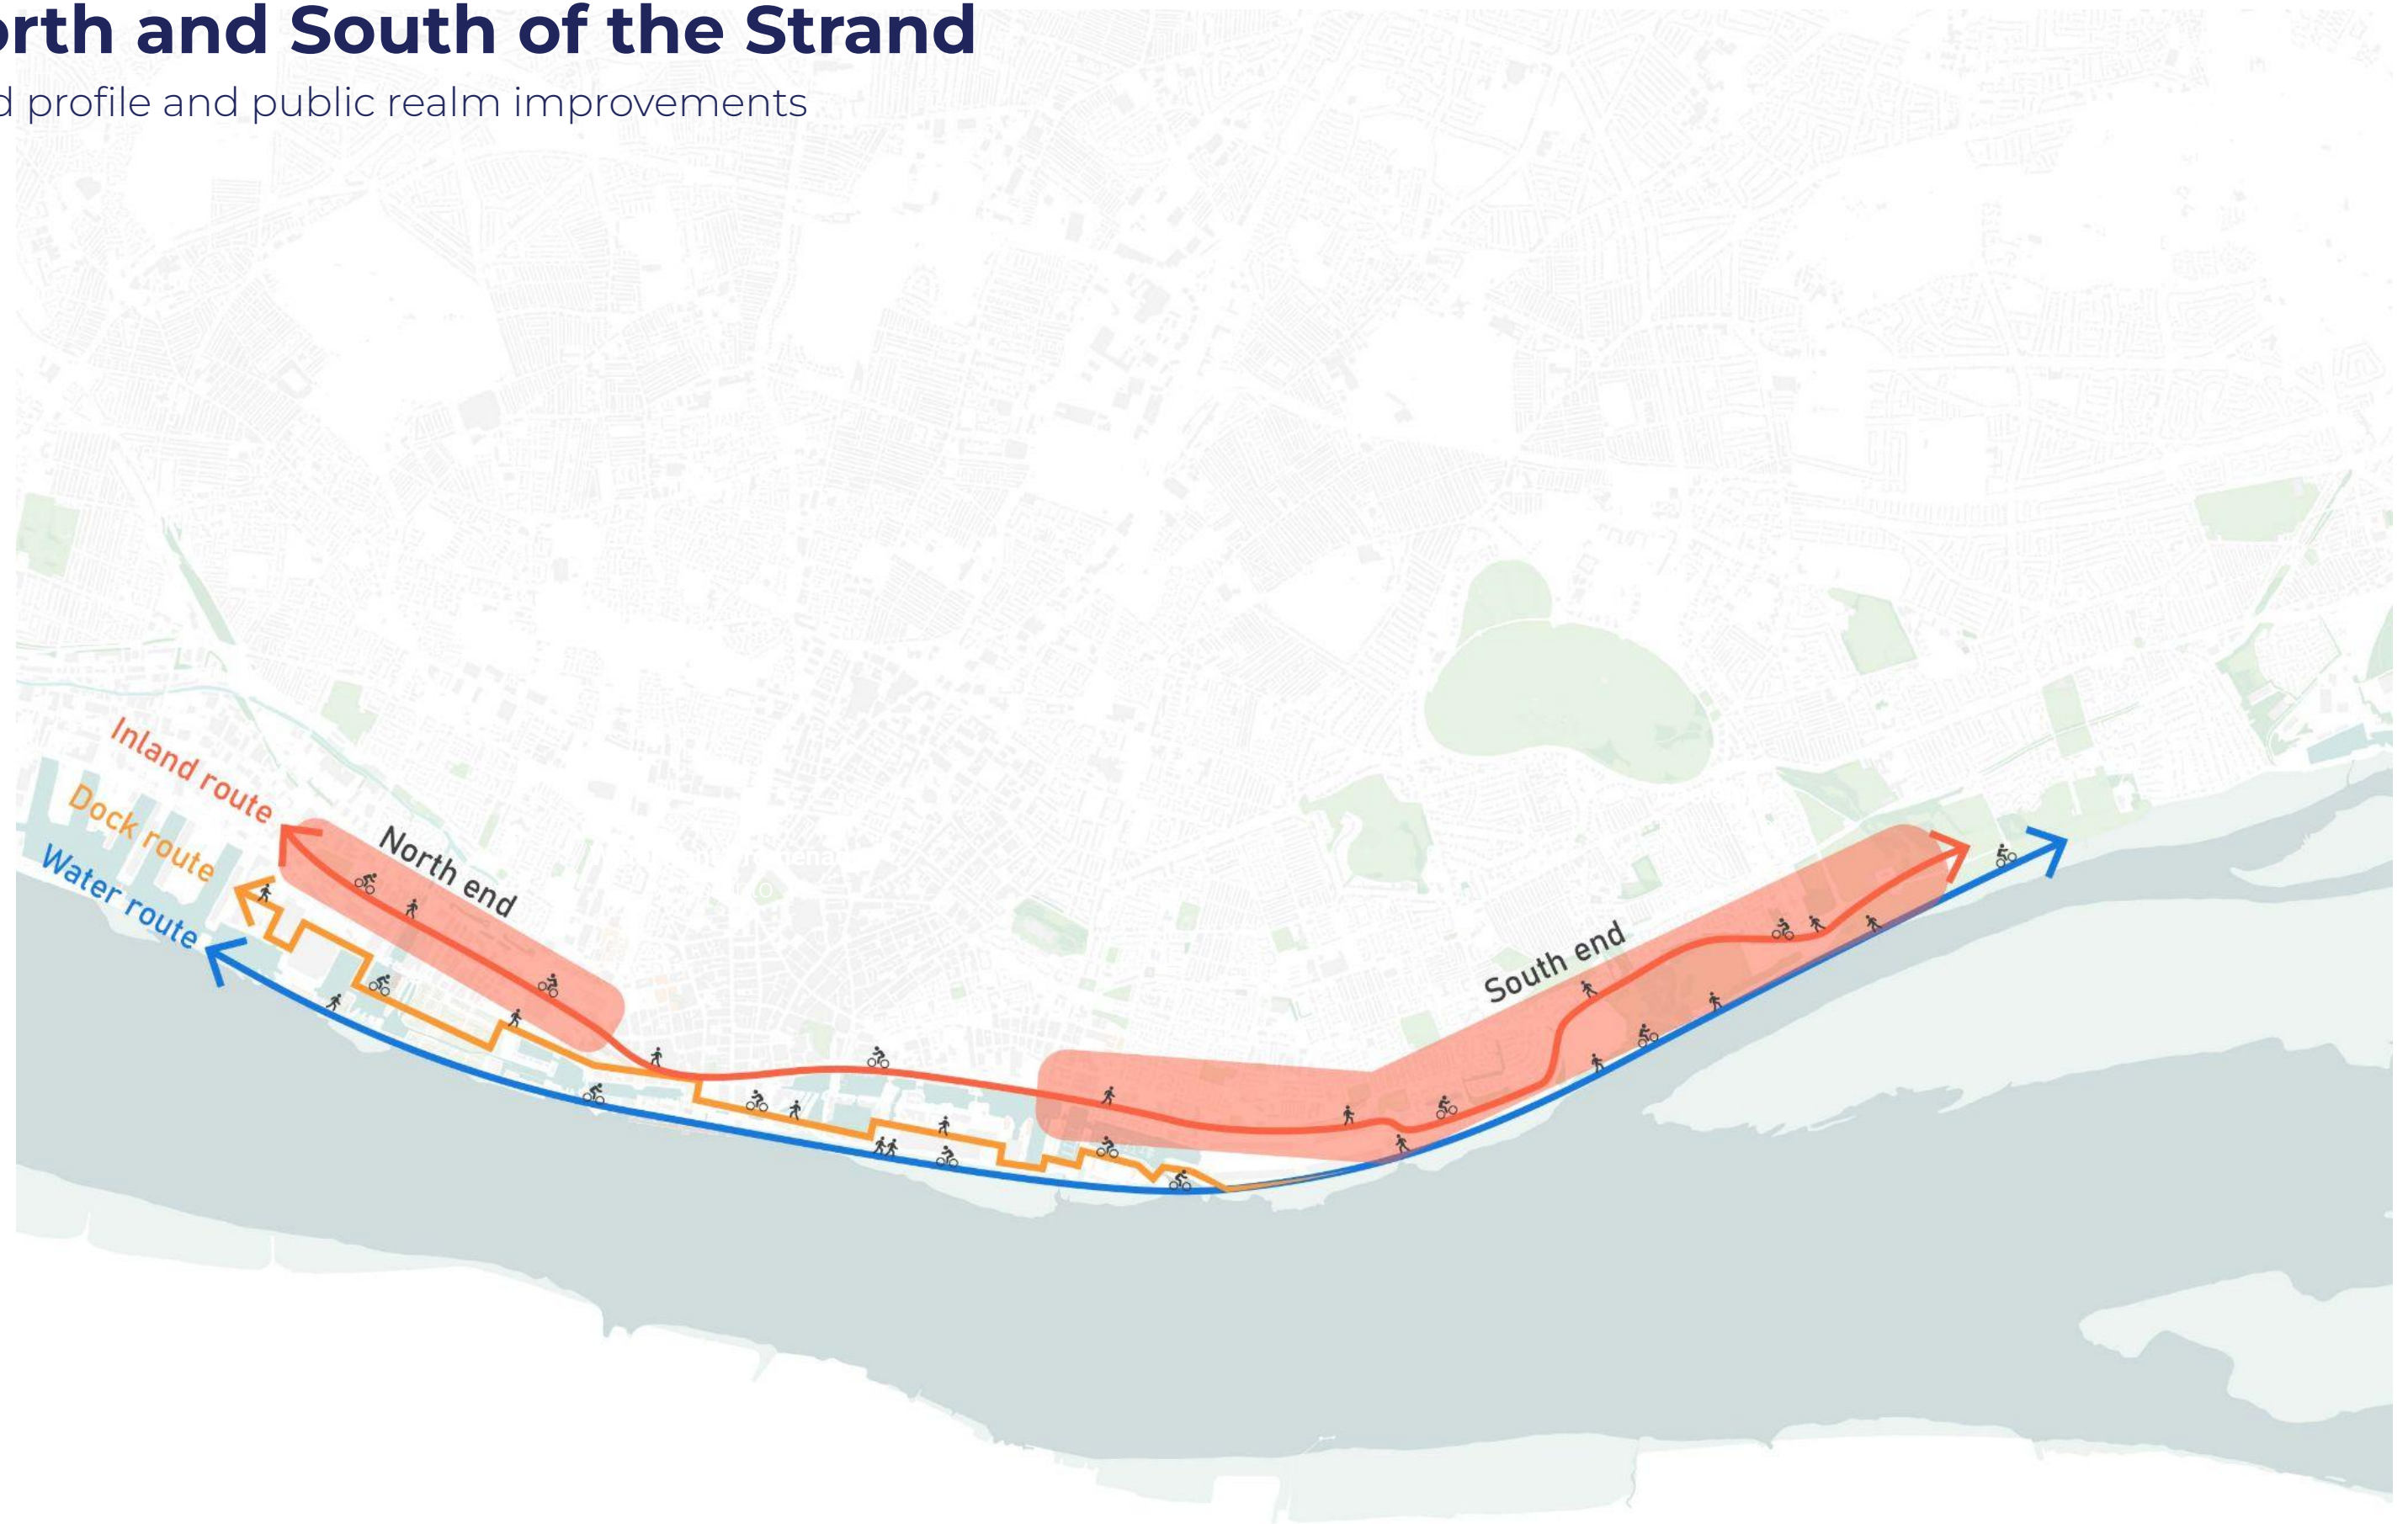 orth and South of the Strand
d profile and public realm improvements
Inland route
Dock route
Water route
North end
South end